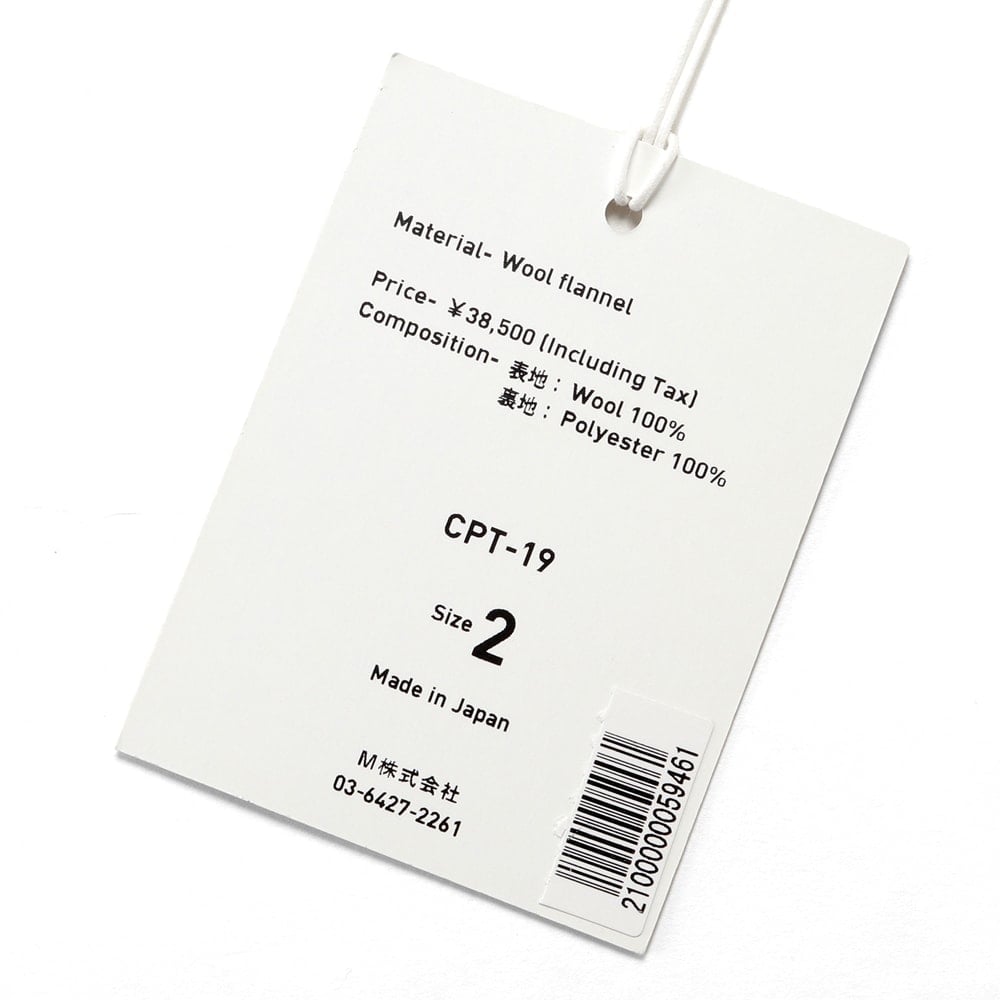 Material- Wool flannel
Price- ¥38,500 (Including Tax)
Composition- 表地: Wool 100%
裏地: Polyester 100%
CPT-19
Size 2
Made in Japan
M株式会社
03-6427-2261
2100000059461